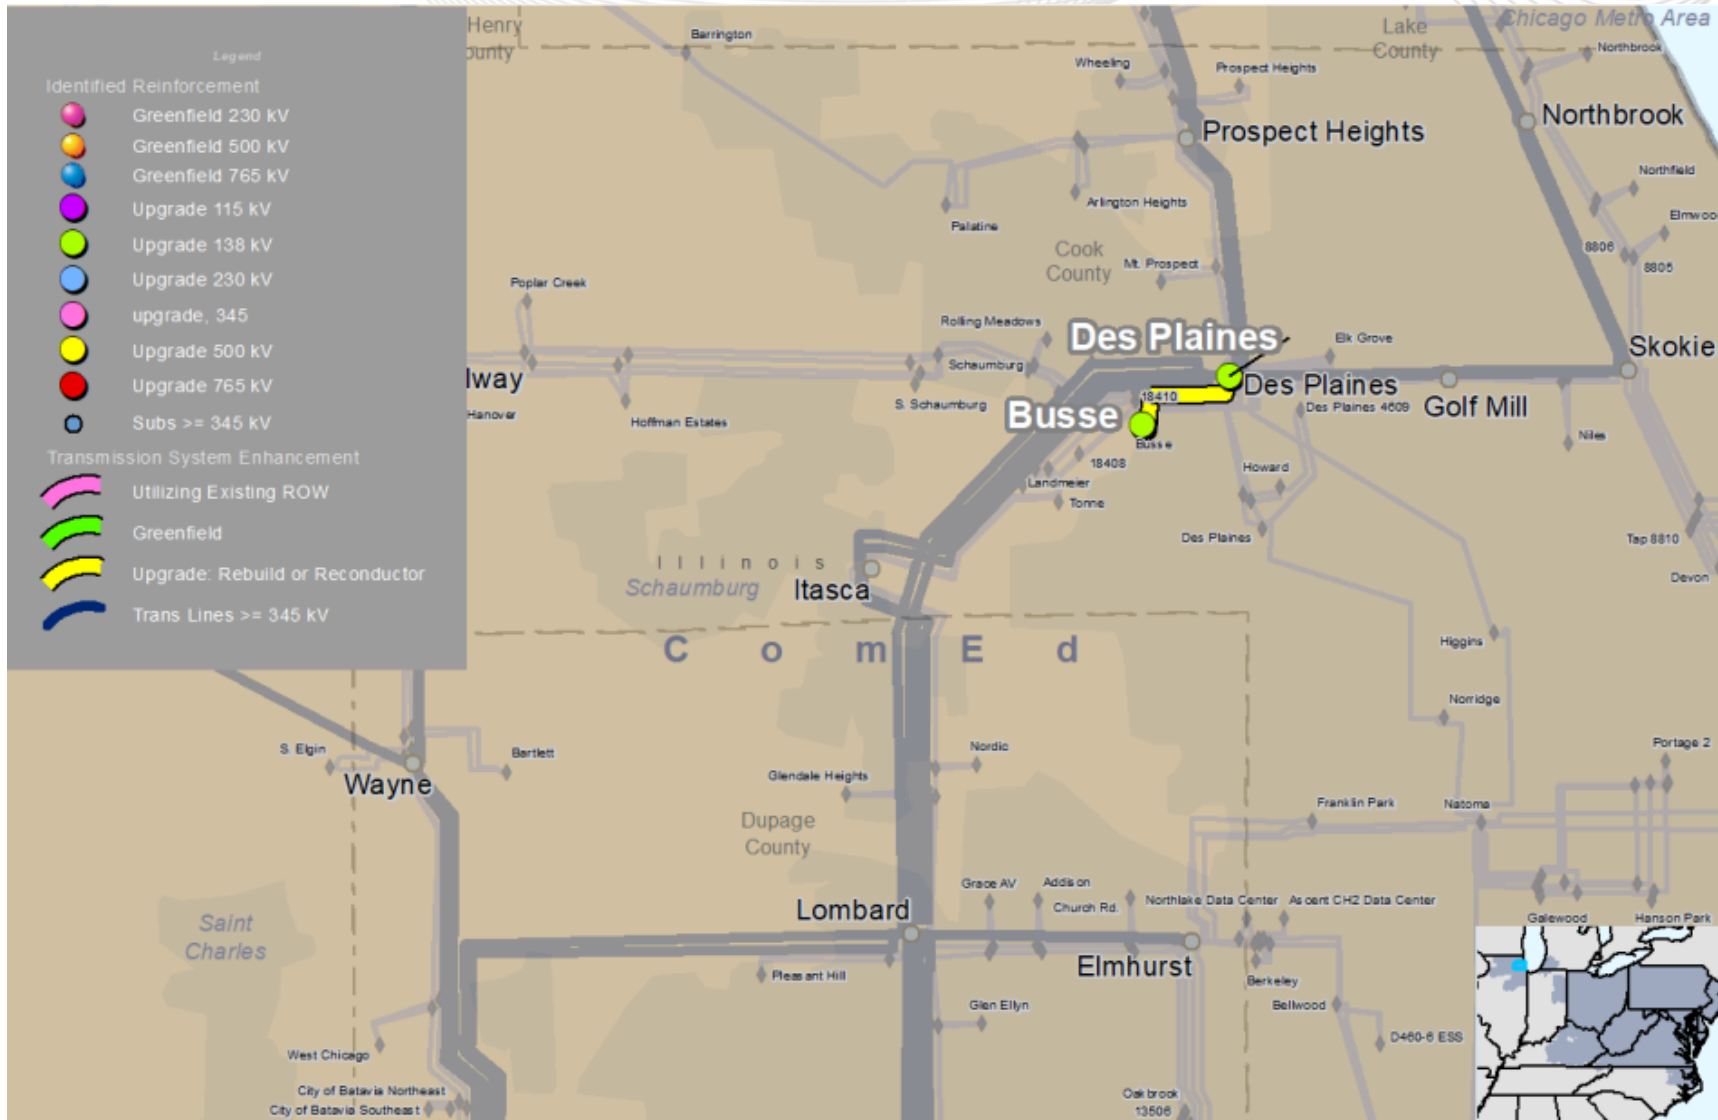 Legend
Identified Reinforcement
Greenfield 230 kV
Greenfield 500 kV
Greenfield 765 kV
Upgrade 115 kV
Upgrade 138 kV
Upgrade 230 kV
upgrade, 345
Upgrade 500 kV
Upgrade 765 kV
Subs >= 345 kV
Transmission System Enhancement
Utilizing Existing ROW
Greenfield
Upgrade: Rebuild or Reconductor
Trans Lines >= 345 kV
Henry
ounty
Barrington
Lake
County
Chicago Metro Area
Northbrook
Wheeling
Prospect Heights
Prospect Heights
Northbrook
Northfield
Arlington Heights
Palatine
Elmwoo
8806
8805
Cook
County
Mt. Prospect
Poplar Creek
Rolling Meadows
Des Plaines
Elk Grove
Skokie
Schaumburg
lway
Hanover
Hoffman Estates
S. Schaumburg
18410
Des Plaines
Des Plaines 4609
Golf Mill
Busse
Busse
Niles
18408
Howard
Landmeier
Tonne
Des Plaines
Tap 8810
Illinois
Schaumburg
Itasca
Devon
ComEd
Higgins
Norridge
S. Elgin
Bartlett
Nordic
Portage 2
Wayne
Glendale Heights
Franklin Park
Natoma
Dupage
County
Grace AV
Addison
Church Rd.
Northlake Data Center
Ascent CH2 Data Center
Lombard
Galewood
Hanson Park
Saint
Charles
Pleasant Hill
Elmhurst
Berkeley
Glen Ellyn
Bellwood
West Chicago
D460-6 ESS
City of Batavia Northeast
City of Batavia Southeast
Oakbrook
13506